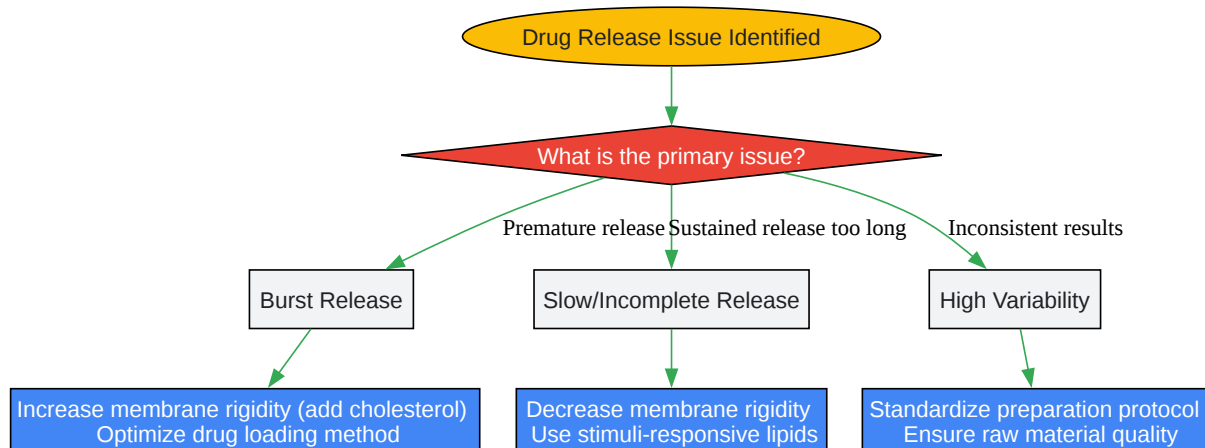 Drug Release Issue Identified
What is the primary issue?
Premature release
Sustained release too long
Inconsistent results
Burst Release
Slow/Incomplete Release
High Variability
Increase membrane rigidity (add cholesterol)
Optimize drug loading method
Decrease membrane rigidity
Use stimuli-responsive lipids
Standardize preparation protocol
Ensure raw material quality